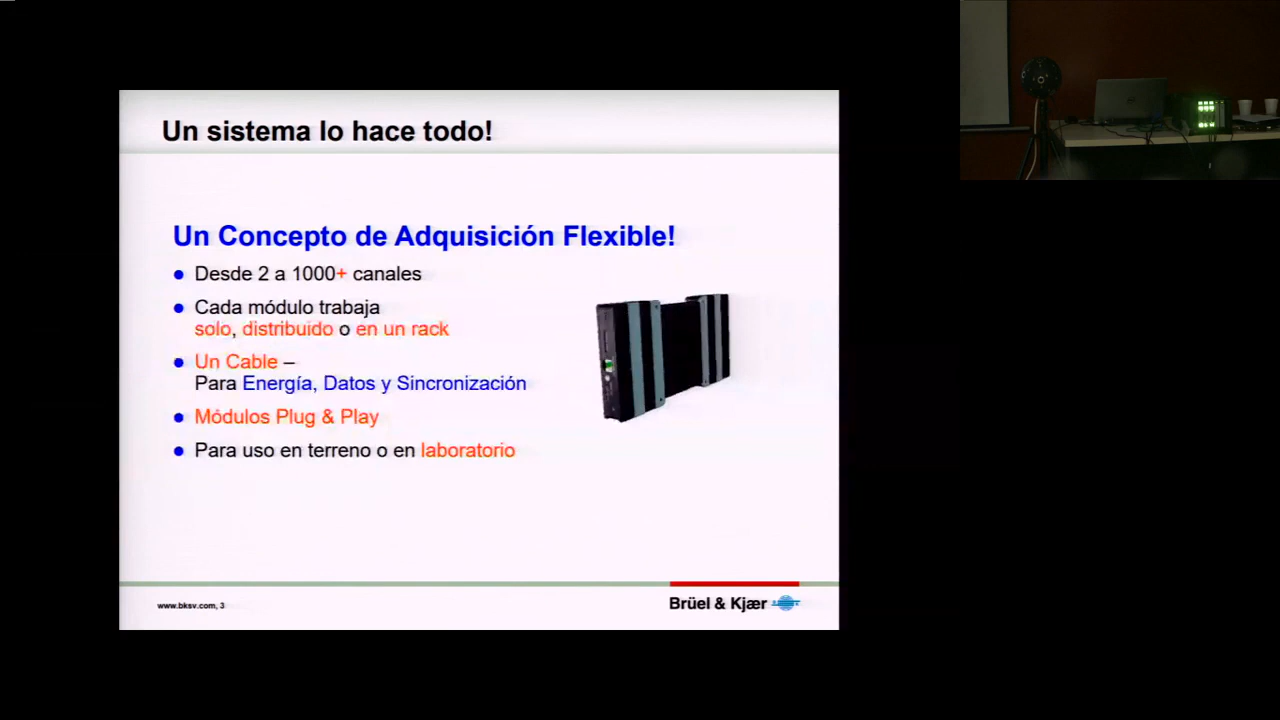 Un sistema lo hace todo!
Un Concepto de Adquisición Flexible!
Desde 2 a 1000+ canales
Cada módulo trabaja
solo, distribuido o en un rack
Un Cable –
Para Energía, Datos y Sincronización
Módulos Plug & Play
Para uso en terreno o en laboratorio
www.bksv.com, 3
Brüel & Kjær